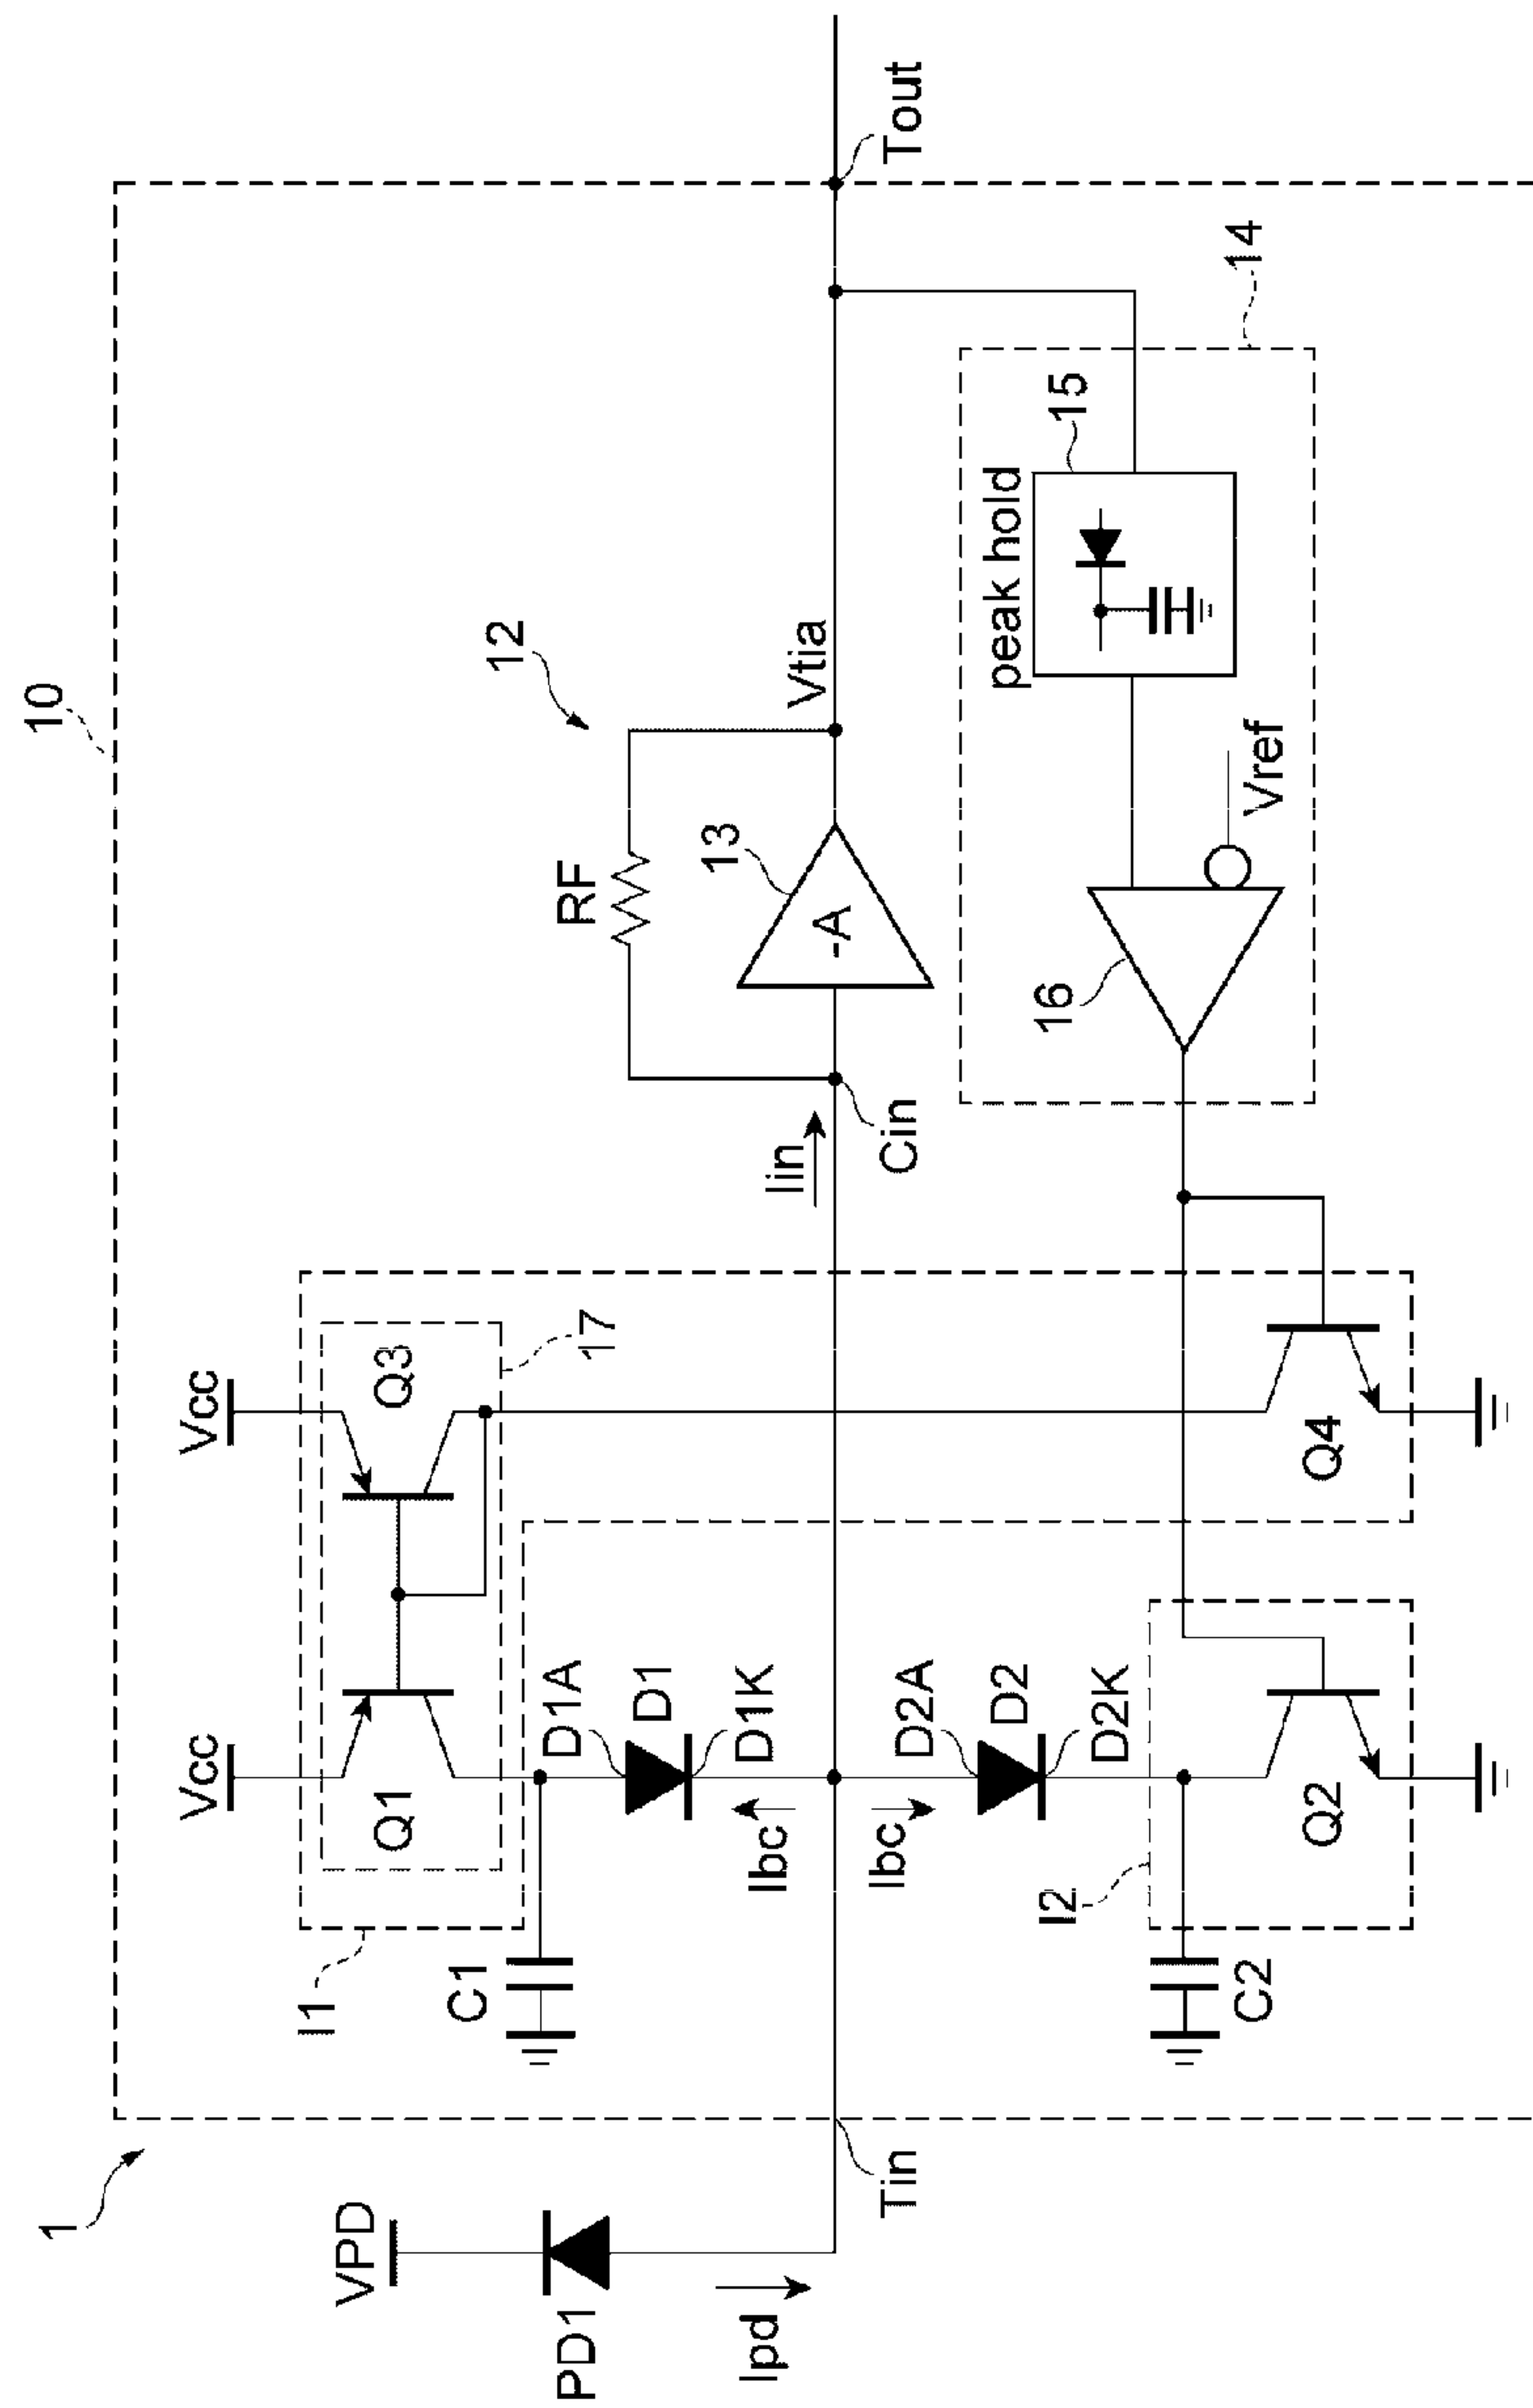 10
1
VPD
PD1
Ipd
Tin
I1
Vcc
Vcc
Q1
Q3
17
C1
D1A
D1
D1K
Ibc
Ibc
D2A
D2
D2K
I2
C2
Q2
Q4
Iin
Cin
12
RF
13
-A
Vtia
Tout
14
peak hold
15
16
Vref